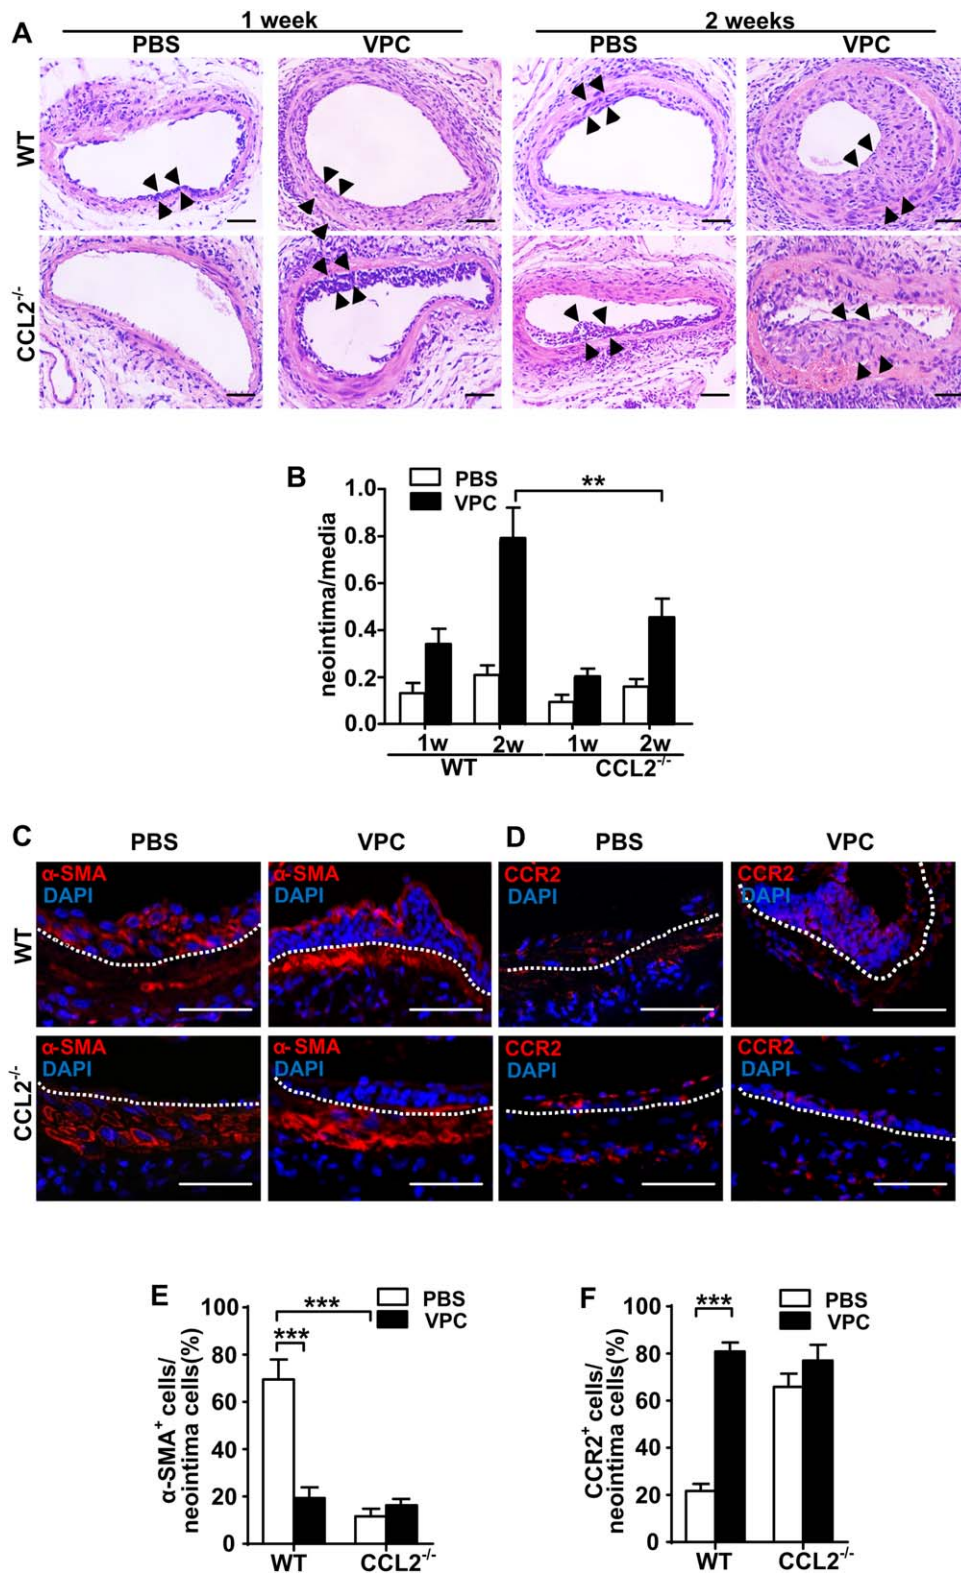 A
1 week
2 weeks
PBS
VPC
PBS
VPC
WT
CCL2-/-
B
PBS
VPC
**
neointima/media
1.0
0.8
0.6
0.4
0.2
0.0
1w
2w
1w
2w
WT
CCL2-/-
C
PBS
VPC
D
PBS
VPC
WT
α-SMA
DAPI
α-SMA
DAPI
CCR2
DAPI
CCR2
DAPI
CCL2-/-
α-SMA
DAPI
α-SMA
DAPI
CCR2
DAPI
CCR2
DAPI
E
PBS
VPC
***
***
α-SMA+ cells/
neointima cells(%)
100
80
60
40
20
0
WT
CCL2-/-
F
PBS
VPC
***
CCR2+ cells/
neointima cells(%)
100
80
60
40
20
0
WT
CCL2-/-